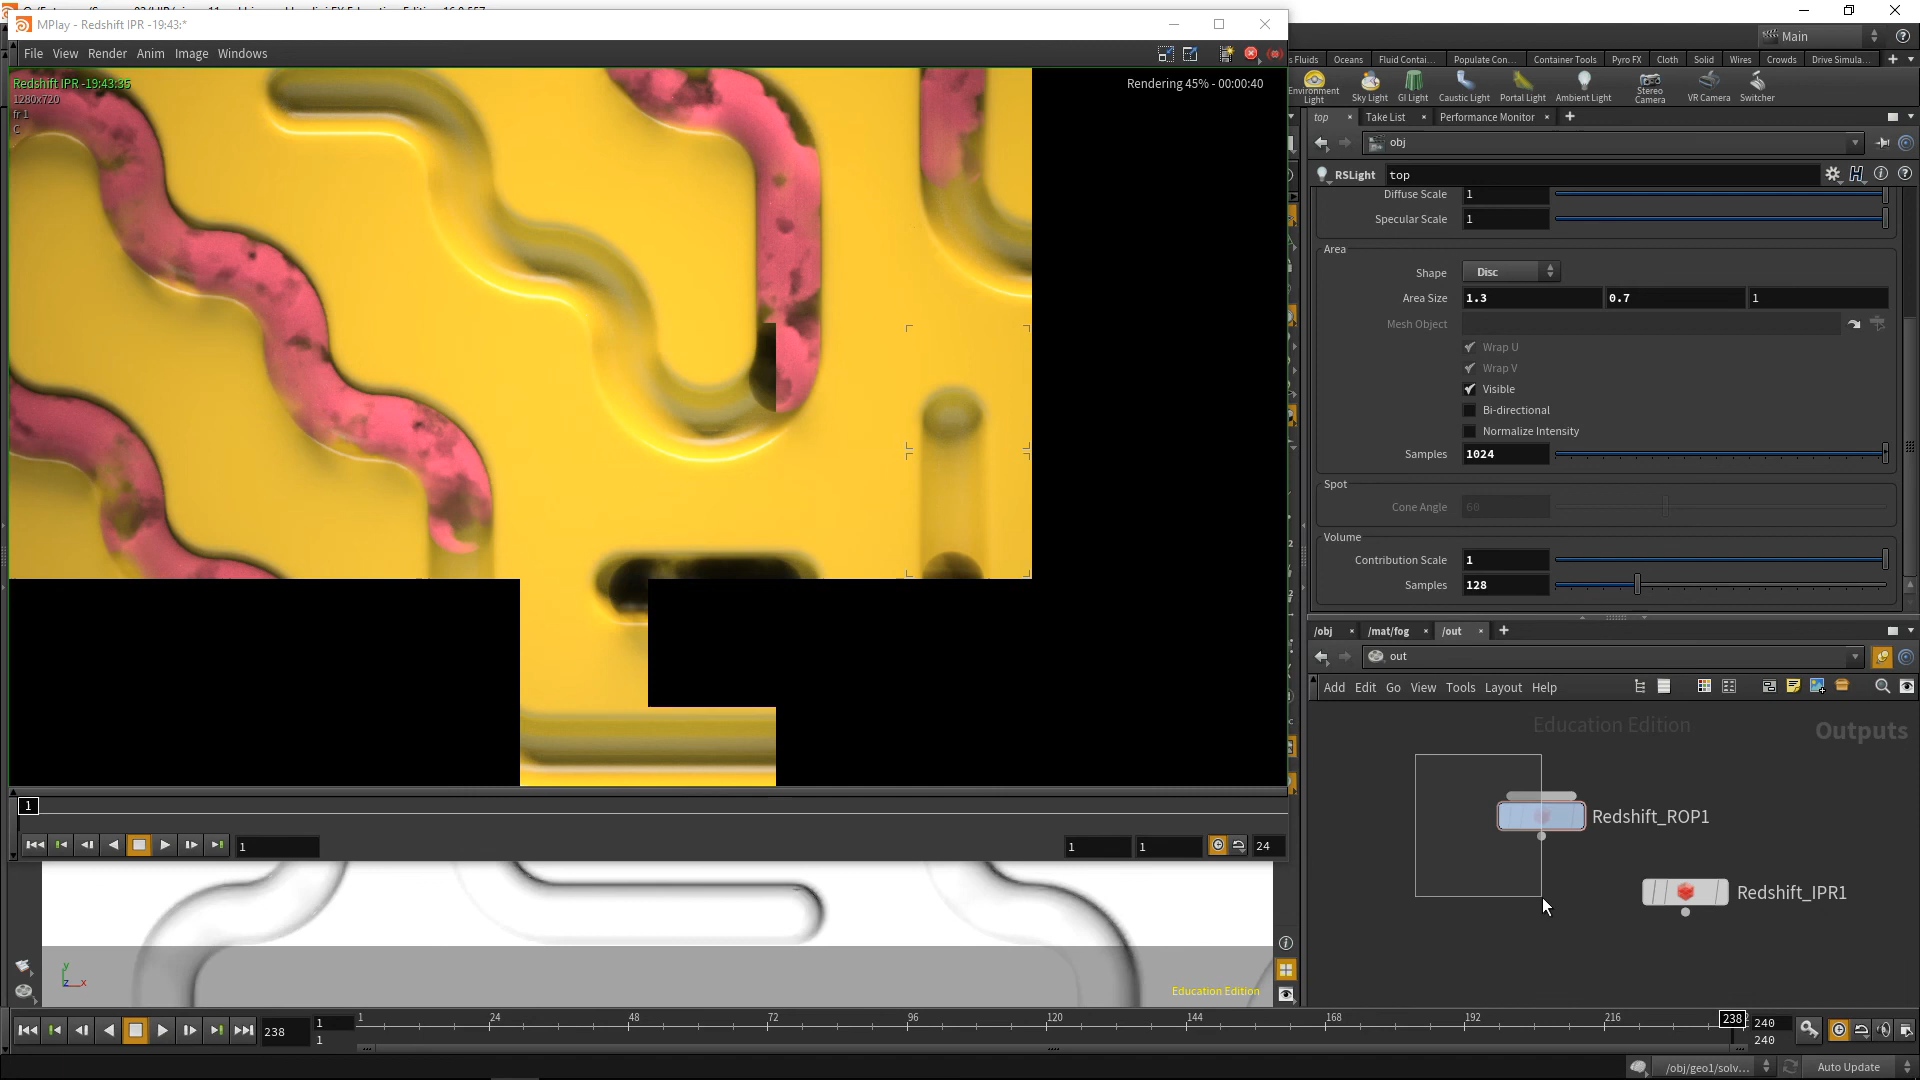 MPlay - Redshift IPR -19:43:*
File View Render Anim Image Windows
Redshift IPR -19:43:35
1280x720
fr 1
C
Rendering 45% - 00:00:40
1
1
1
1
24
Education Edition
y
z x
Main
s Fluids Oceans Fluid Contai... Populate Con... Container Tools Pyro FX Cloth Solid Wires Crowds Drive Simula...
Environment Light
Sky Light
GI Light
Caustic Light
Portal Light
Ambient Light
Stereo Camera
VR Camera
Switcher
top Take List Performance Monitor
obj
RSLight top
Diffuse Scale 1
Specular Scale 1
Area
Shape Disc
Area Size 1.3 0.7 1
Mesh Object
Wrap U
Wrap V
Visible
Bi-directional
Normalize Intensity
Samples 1024
Spot
Cone Angle 60
Volume
Contribution Scale 1
Samples 128
/obj /mat/fog /out
out
Add Edit Go View Tools Layout Help
Education Edition
Outputs
Redshift_ROP1
Redshift_IPR1
238
1
1
1 24 48 72 96 120 144 168 192 216 238
240
240
/obj/geo1/solv... Auto Update